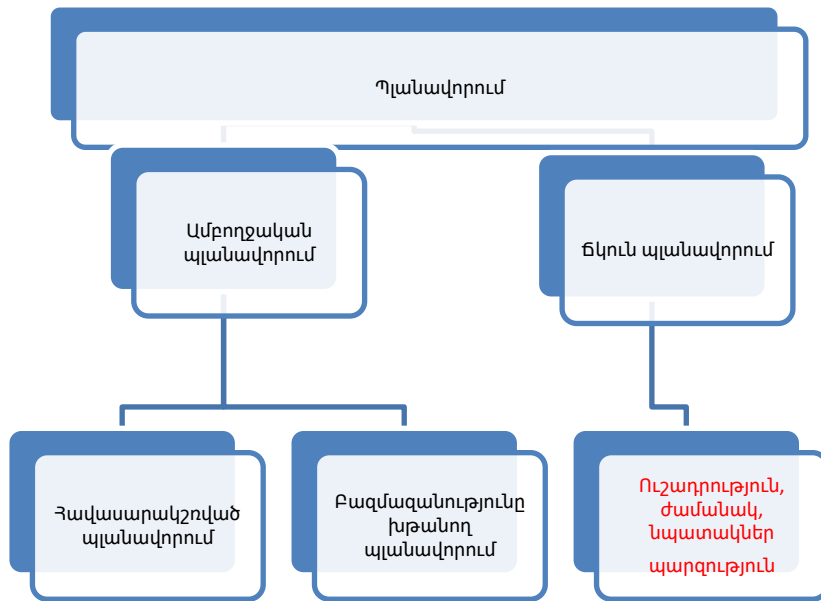 Պլանավորում
Ամբողջական
պլանավորում
Ճկուն պլանավորում
Հավասարակշռված
պլանավորում
Բազմազանությունը
խթանող
պլանավորում
Ուշադրություն,
ժամանակ,
նպատակներ
պարզություն